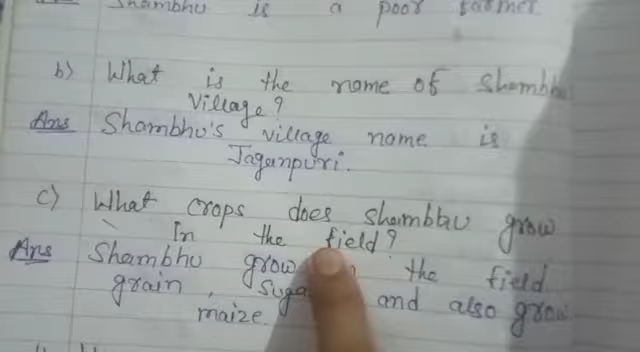 Shambhu is a poor farmer
b) What is the name of Shambhu
Village?
Ans Shambhu's village name is
Jaganpuri.
c) What crops does Shambhu grow
In the field?
Ans Shambhu grow the field
grain, and also grow
maize.